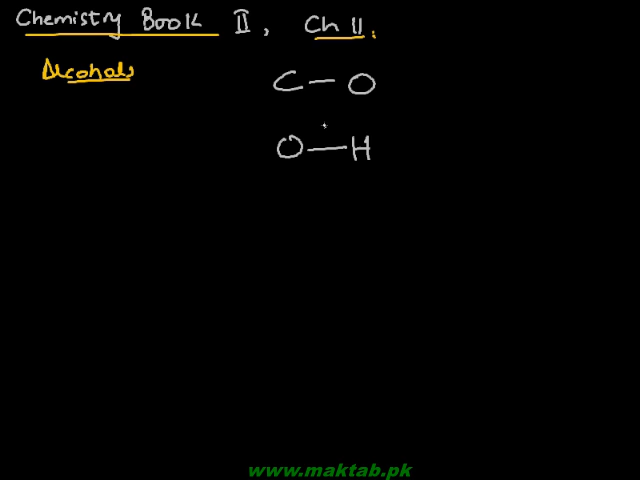 Chemistry Book II, Ch 11.
Alcohols
C — O
O — H
www.maktab.pk